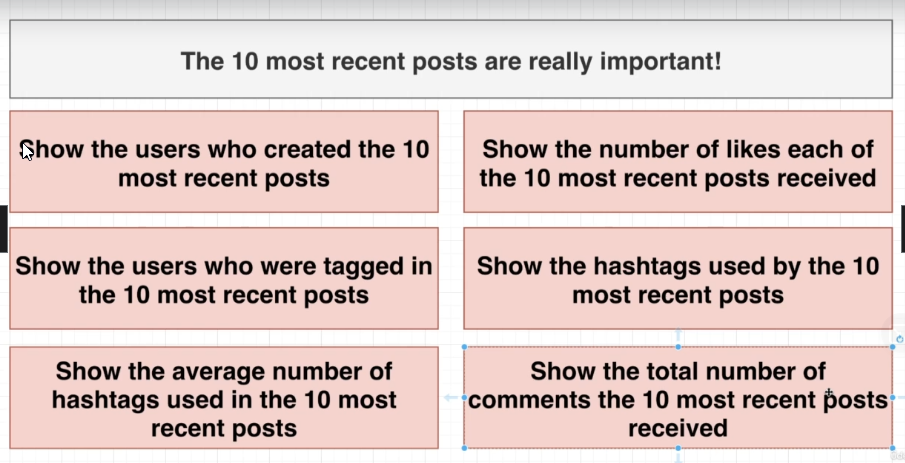 The 10 most recent posts are really important!
Show the users who created the 10
most recent posts
Show the number of likes each of
the 10 most recent posts received
Show the users who were tagged in
the 10 most recent posts
Show the hashtags used by the 10
most recent posts
Show the average number of
hashtags used in the 10 most
recent posts
Show the total number of
comments the 10 most recent posts
received